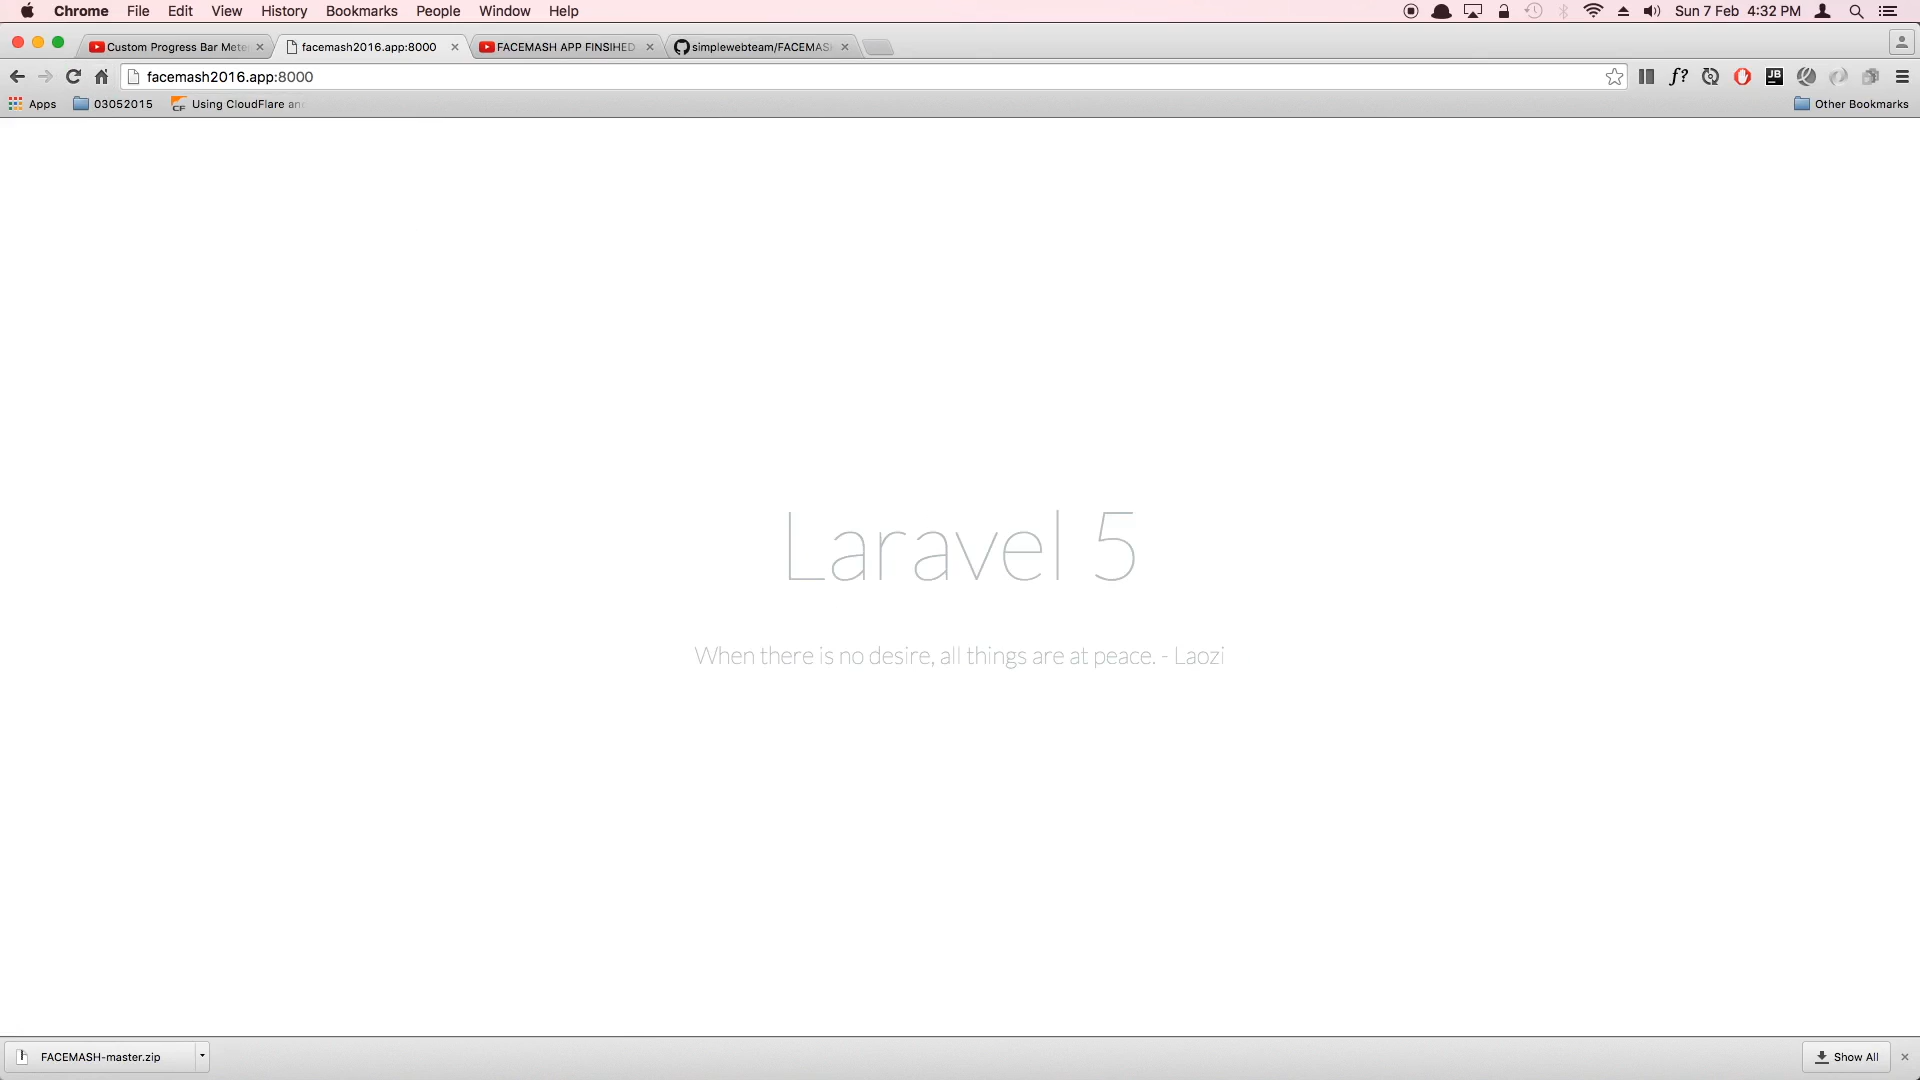 Chrome File Edit View History Bookmarks People Window Help Sun 7 Feb 4:32 PM
Custom Progress Bar Mete facemash2016.app:8000 FACEMASH APP FINSIHED simplewebteam/FACEMAS
facemash2016.app:8000 f? JB
Apps 03052015 CF Using CloudFlare an Other Bookmarks
Laravel 5
When there is no desire, all things are at peace. - Laozi
FACEMASH-master.zip Show All